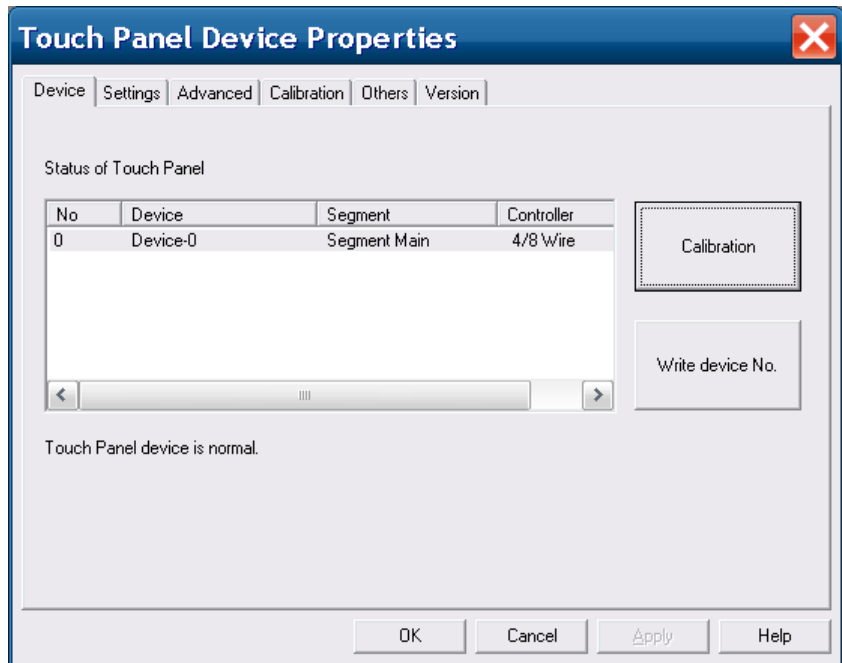 Touch Panel Device Properties
Device Settings Advanced Calibration Others Version
Status of Touch Panel
No Device Segment Controller
0 Device-0 Segment Main 4/8 Wire
Calibration
Write device No.
Touch Panel device is normal.
OK Cancel Apply Help